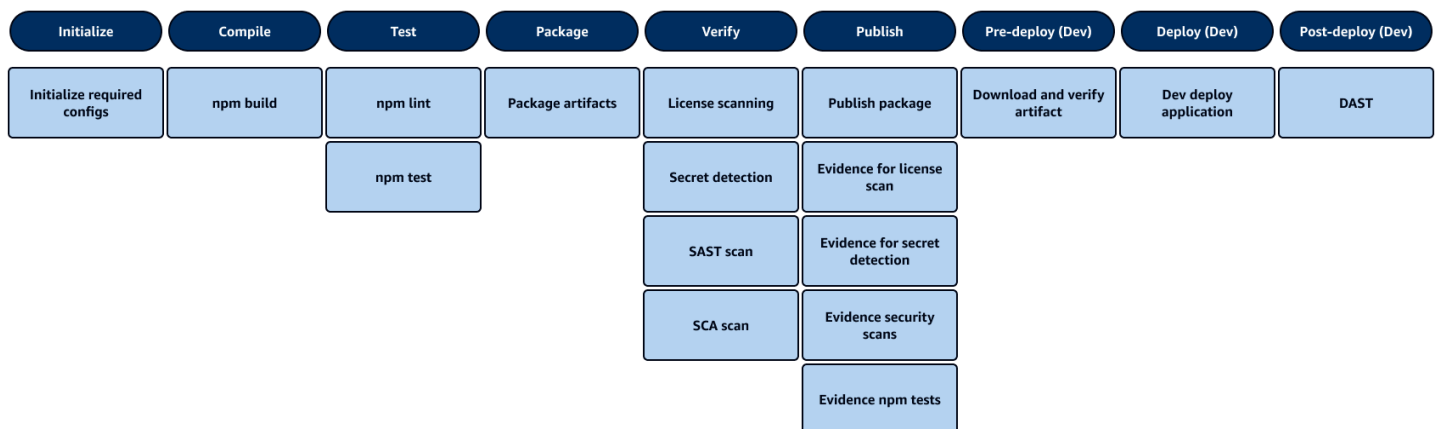 Initialize
Compile
Test
Package
Verify
Publish
Pre-deploy (Dev)
Deploy (Dev)
Post-deploy (Dev)
Initialize required
configs
npm build
npm lint
Package artifacts
License scanning
Publish package
Download and verify
artifact
Dev deploy
application
DAST
npm test
Secret detection
Evidence for license
scan
SAST scan
Evidence for secret
detection
SCA scan
Evidence security
scans
Evidence npm tests